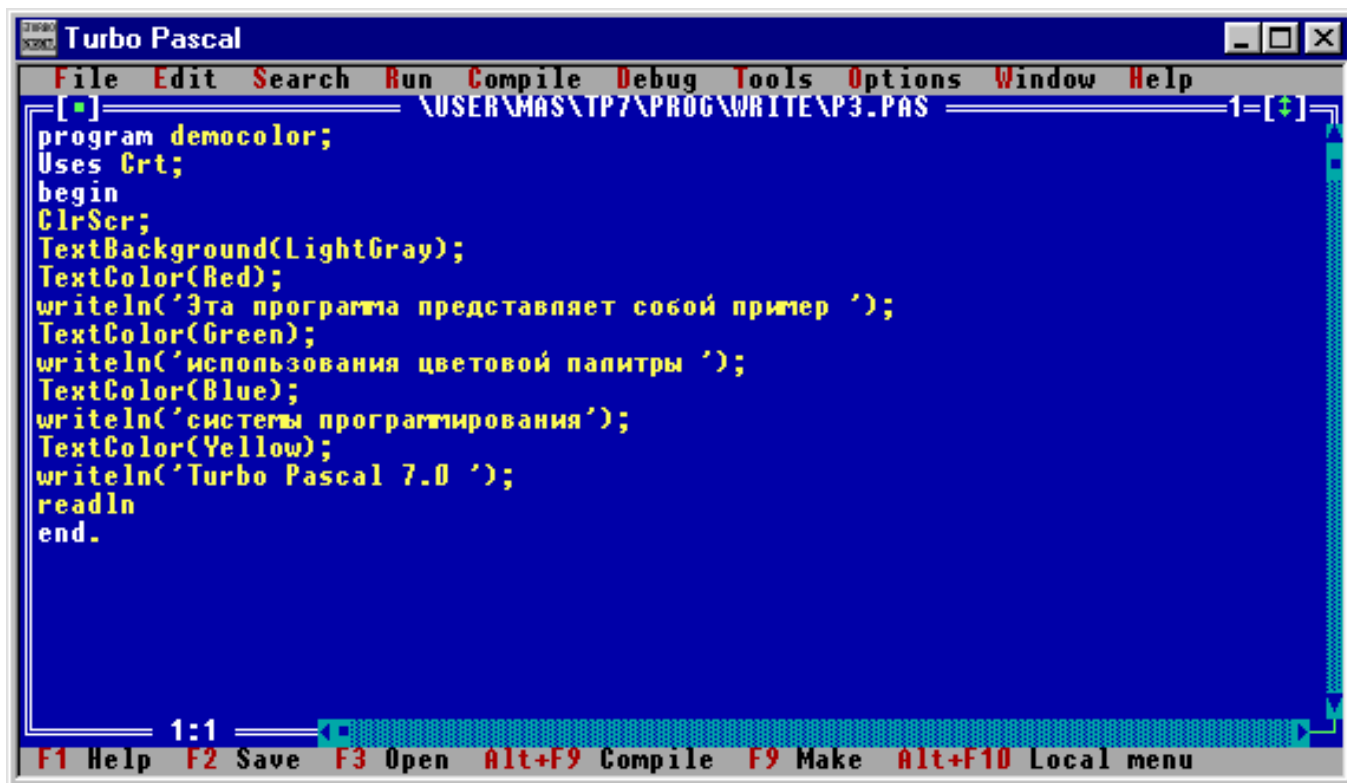 Turbo Pascal
File Edit Search Run Compile Debug Tools Options Window Help
\USER\MAS\TP7\PROG\WRITE\P3.PAS 1
program democolor;
Uses Crt;
begin
ClrScr;
TextBackground(LightGray);
TextColor(Red);
writeln('Эта программа представляет собой пример ');
TextColor(Green);
writeln('использования цветовой палитры ');
TextColor(Blue);
writeln('системы программирования');
TextColor(Yellow);
writeln('Turbo Pascal 7.0 ');
readln
end.
1:1
F1 Help F2 Save F3 Open Alt+F9 Compile F9 Make Alt+F10 Local menu